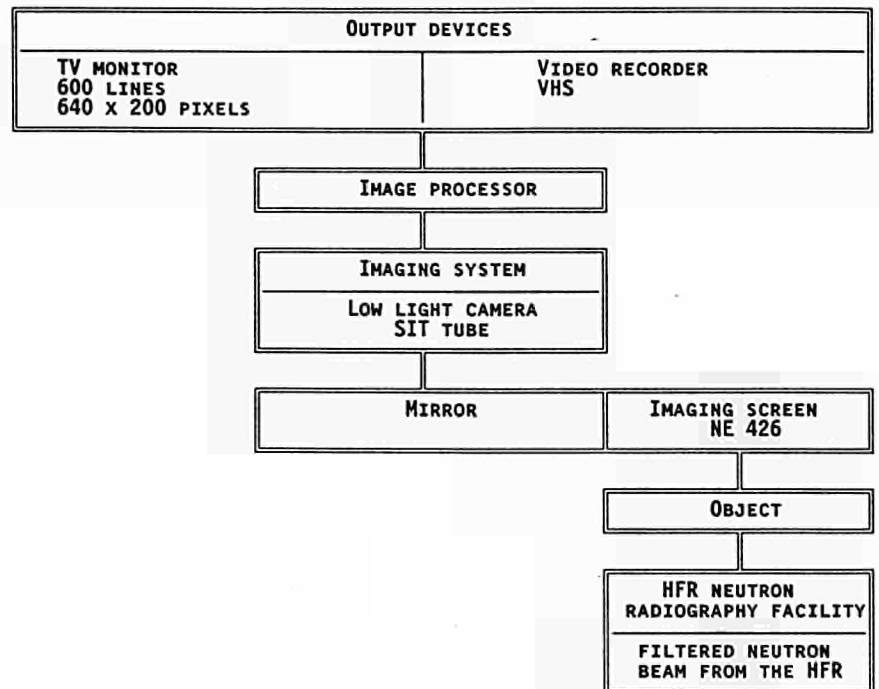 OUTPUT DEVICES
TV MONITOR
600 LINES
640 X 200 PIXELS
VIDEO RECORDER
VHS
IMAGE PROCESSOR
IMAGING SYSTEM
LOW LIGHT CAMERA
SIT TUBE
MIRROR
IMAGING SCREEN
NE 426
OBJECT
HFR NEUTRON
RADIOGRAPHY FACILITY
FILTERED NEUTRON
BEAM FROM THE HFR